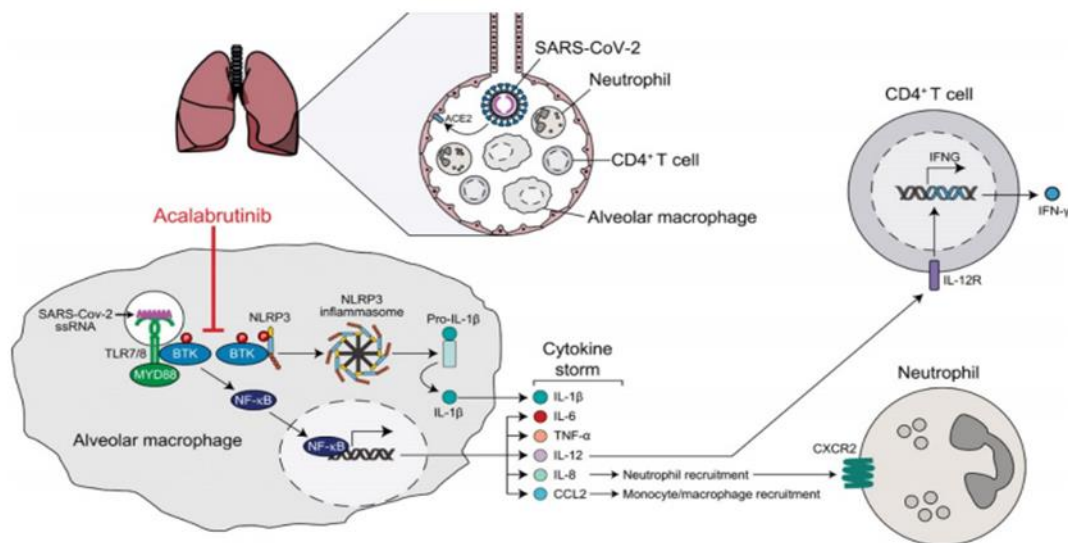 SARS-CoV-2
Neutrophil
ACE2
CD4⁺ T cell
Alveolar macrophage
CD4⁺ T cell
IFNG
IFN-γ
IL-12R
Acalabrutinib
SARS-Cov-2
ssRNA
TLR7/8
MYD88
BTK
BTK
NLRP3
NLRP3
inflammasome
Pro-IL-1β
IL-1β
NF-κB
NF-κB
Alveolar macrophage
Cytokine
storm
IL-1β
IL-6
TNF-α
IL-12
IL-8
Neutrophil recruitment
CCL2
Monocyte/macrophage recruitment
Neutrophil
CXCR2